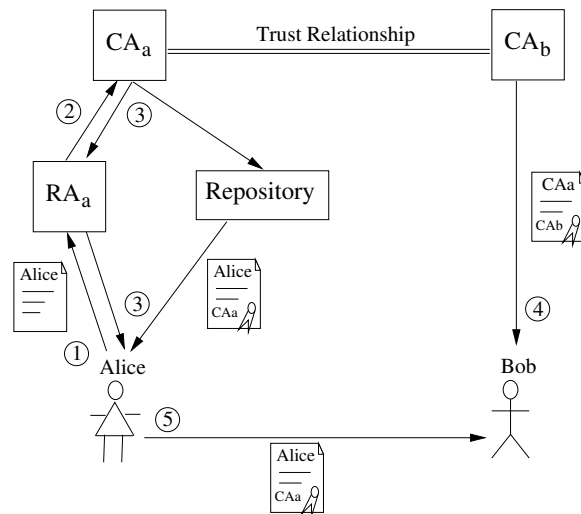 CAa
Trust Relationship
CAb
②
③
RAa
Repository
CAa
CAb
Alice
Alice
CAa
③
④
①
Alice
Bob
⑤
Alice
CAa